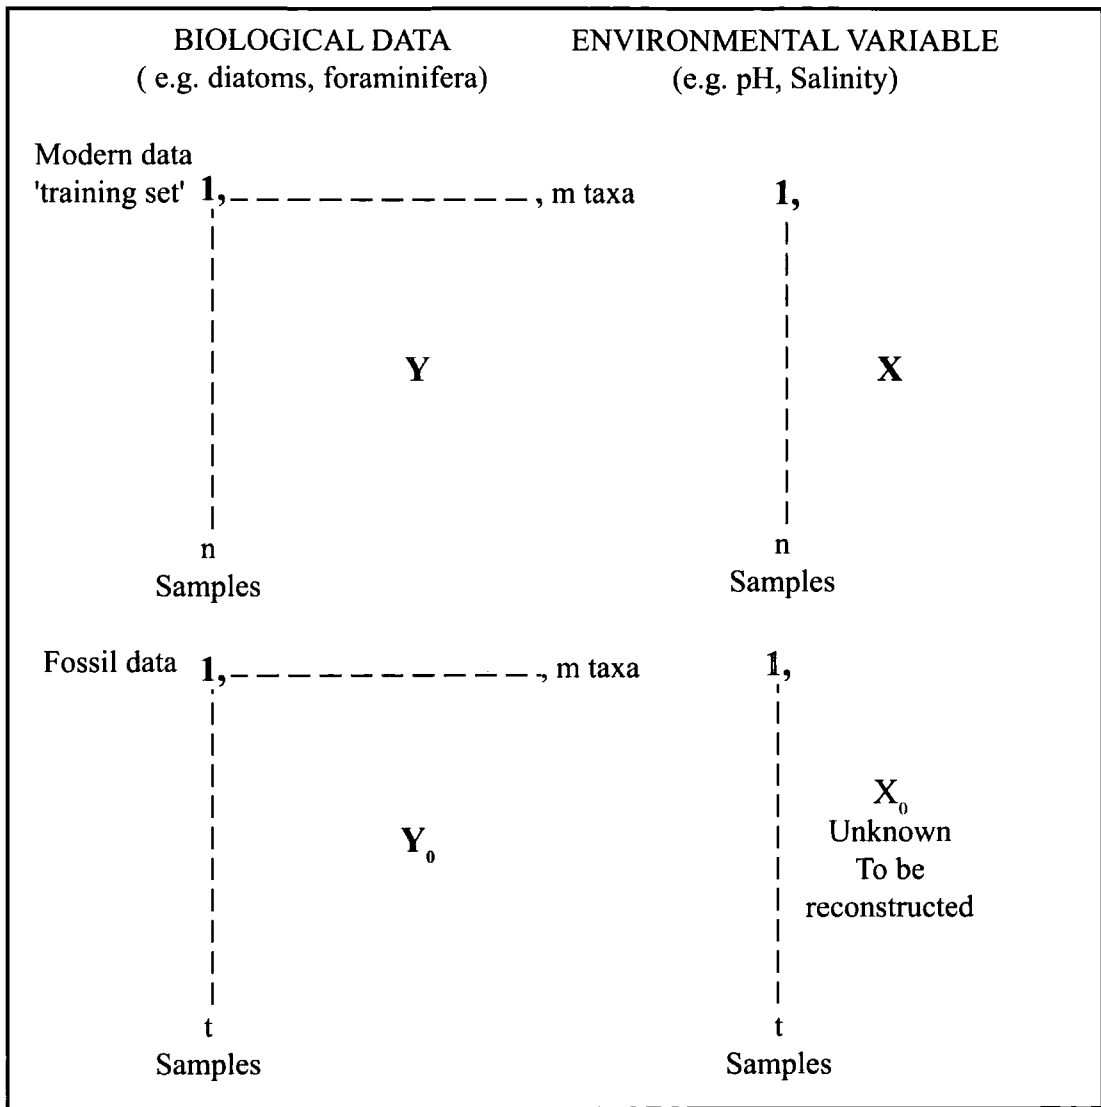 BIOLOGICAL DATA
( e.g. diatoms, foraminifera)
ENVIRONMENTAL VARIABLE
(e.g. pH, Salinity)
Modern data
'training set' 1, , m taxa
1,
Y
X
n
Samples
n
Samples
Fossil data 1, , m taxa
1,
Y₀
X₀
Unknown
To be
reconstructed
t
Samples
t
Samples